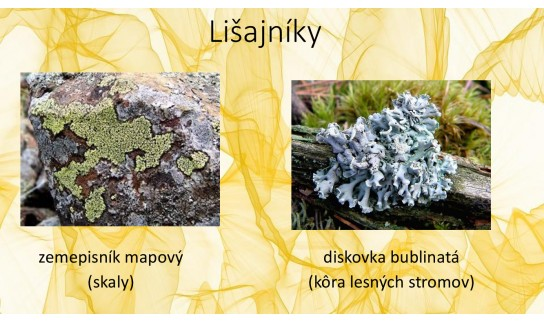 Lišajníky
zemepisník mapový
(skaly)
diskovka bublinatá
(kôra lesných stromov)